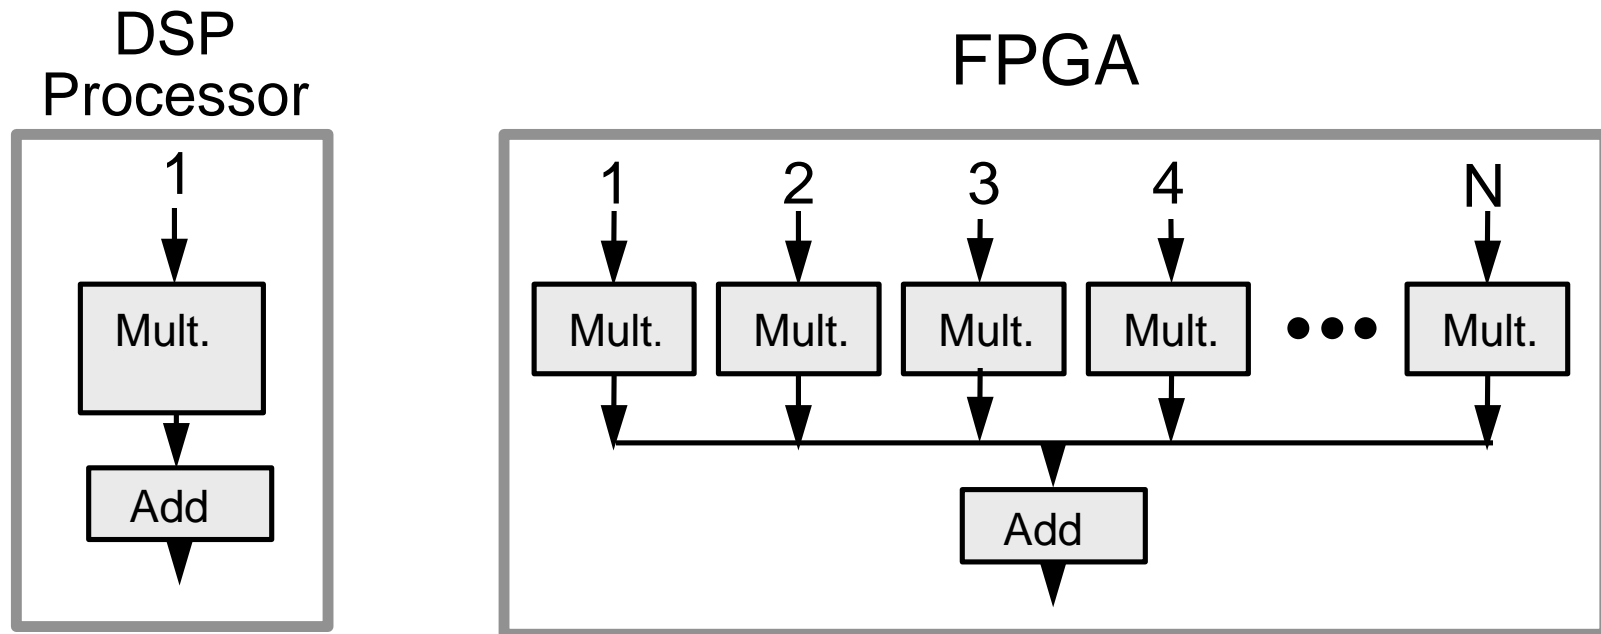 DSP
Processor
FPGA
1
1
2
3
4
N
Mult.
Mult.
Mult.
Mult.
Mult.
Mult.
Add
Add